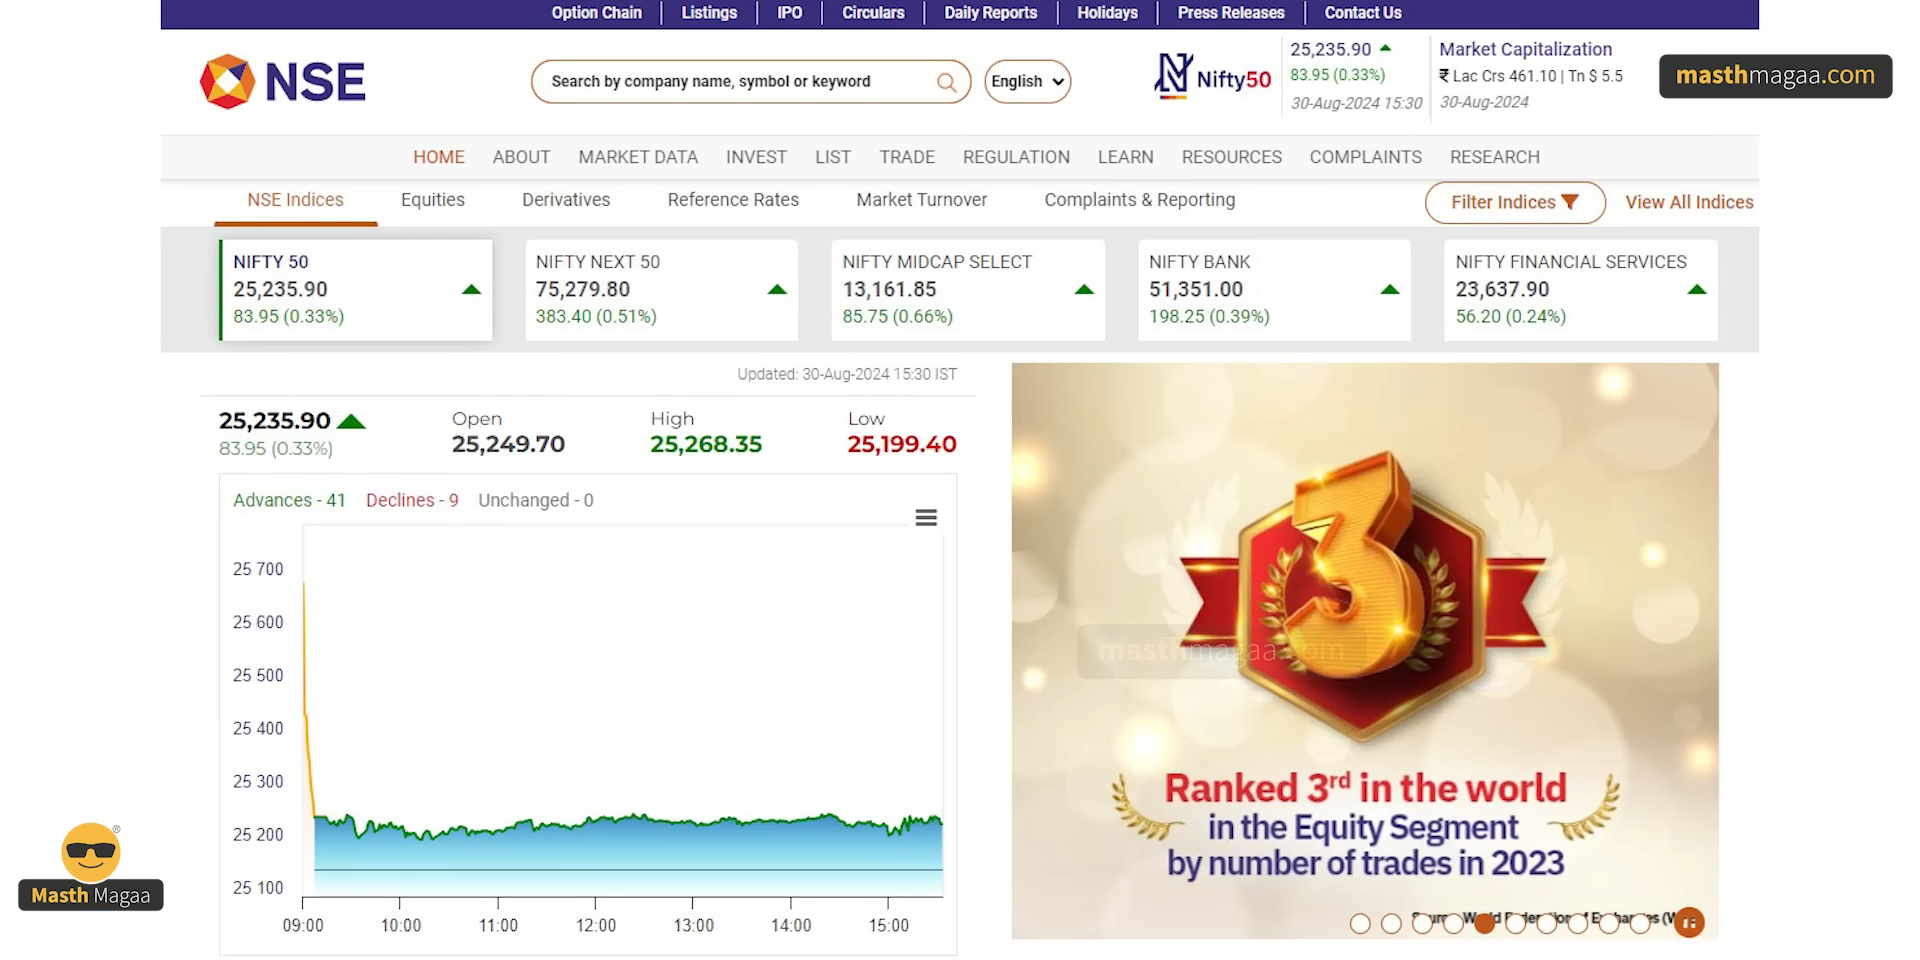 Option Chain Listings IPO Circulars Daily Reports Holidays Press Releases Contact Us
NSE
Search by company name, symbol or keyword
English
Nifty50
25,235.90
83.95 (0.33%)
30-Aug-2024 15:30
Market Capitalization
₹ Lac Crs 461.10 | Tn $ 5.5
30-Aug-2024
masthmagaa.com
HOME ABOUT MARKET DATA INVEST LIST TRADE REGULATION LEARN RESOURCES COMPLAINTS RESEARCH
NSE Indices Equities Derivatives Reference Rates Market Turnover Complaints & Reporting Filter Indices View All Indices
NIFTY 50
25,235.90
83.95 (0.33%)
NIFTY NEXT 50
75,279.80
383.40 (0.51%)
NIFTY MIDCAP SELECT
13,161.85
85.75 (0.66%)
NIFTY BANK
51,351.00
198.25 (0.39%)
NIFTY FINANCIAL SERVICES
23,637.90
56.20 (0.24%)
Updated: 30-Aug-2024 15:30 IST
25,235.90
83.95 (0.33%)
Open
25,249.70
High
25,268.35
Low
25,199.40
Advances - 41 Declines - 9 Unchanged - 0
25 700
25 600
25 500
25 400
25 300
25 200
25 100
09:00 10:00 11:00 12:00 13:00 14:00 15:00
3
masthmagaa.com
Ranked 3rd in the world
in the Equity Segment
by number of trades in 2023
®
Masth Magaa